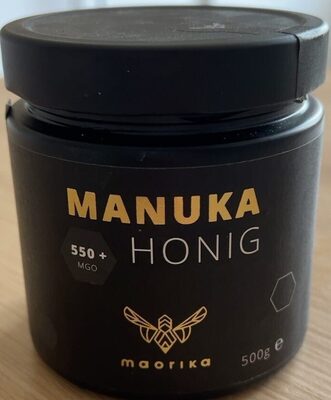 MANUKA
HONIG
550 +
MGO
maorika
500g ℮